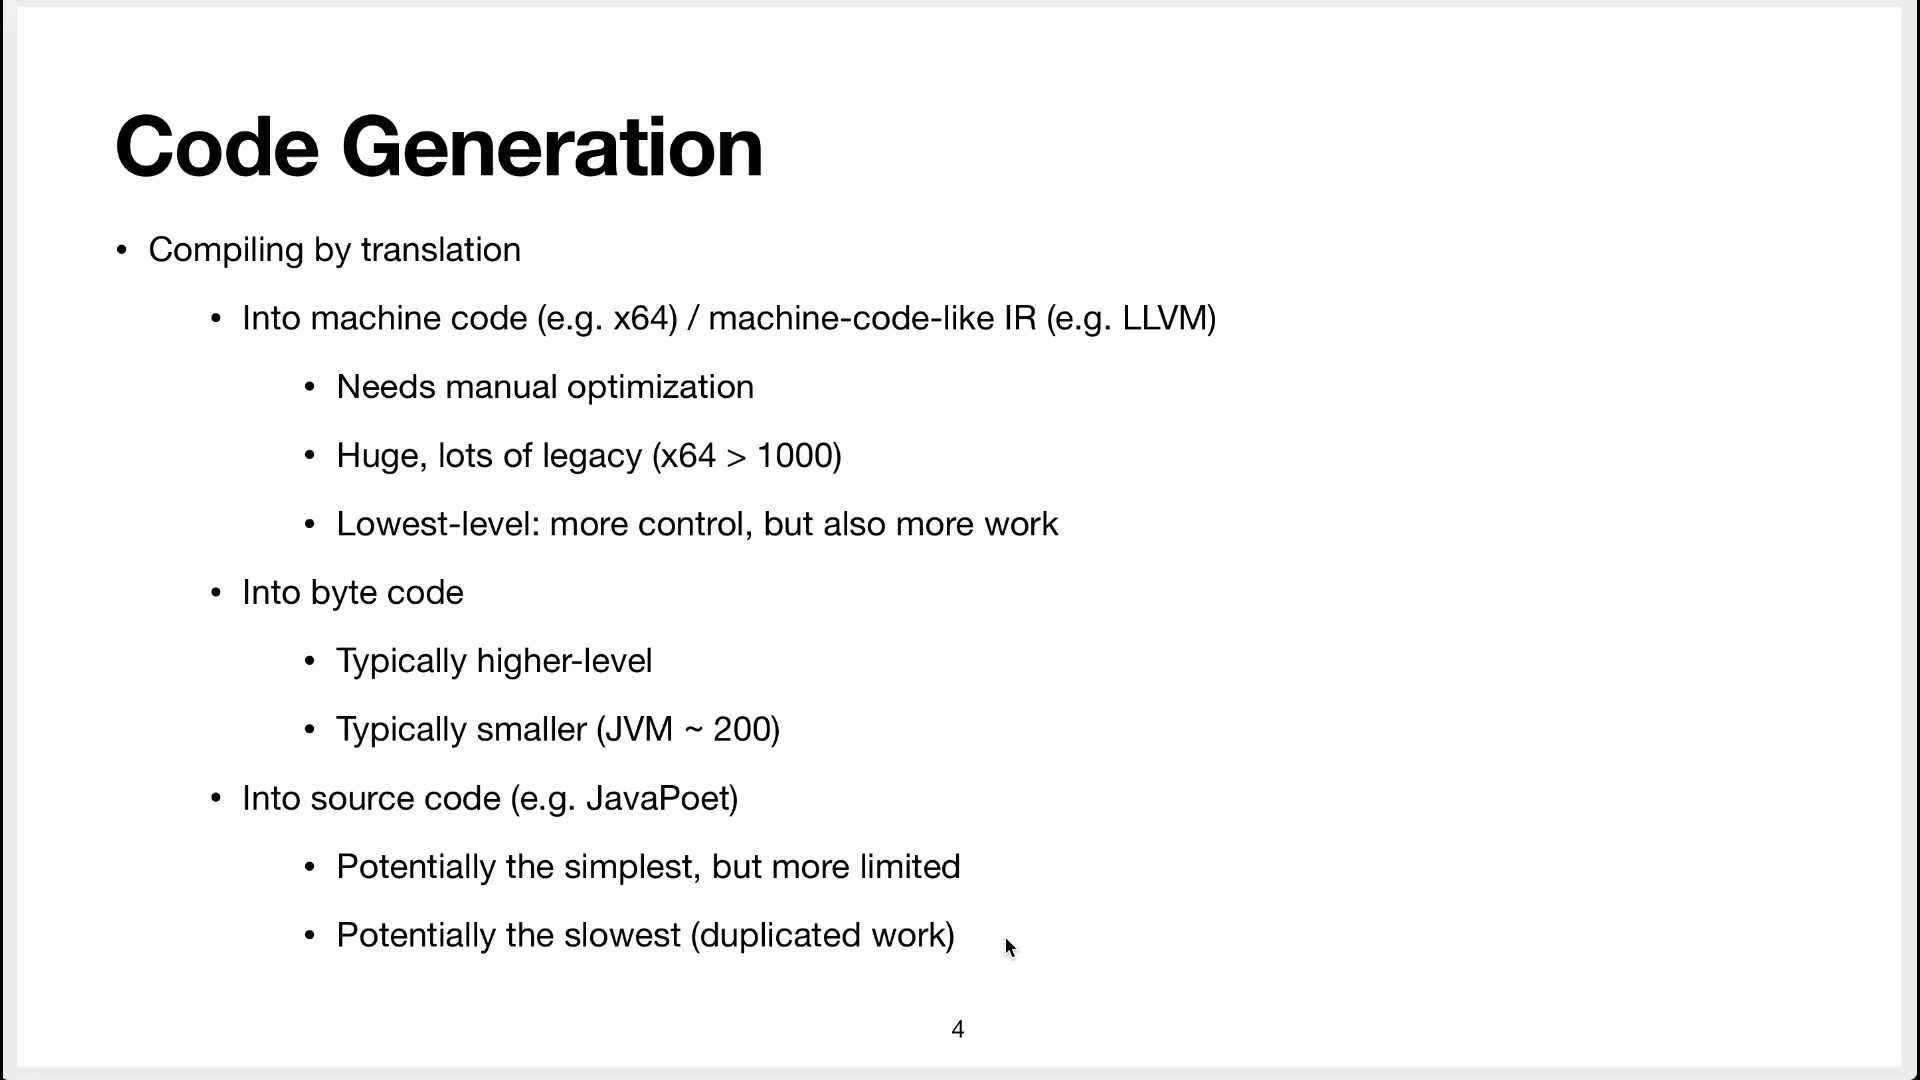 Code Generation
• Compiling by translation
• Into machine code (e.g. x64) / machine-code-like IR (e.g. LLVM)
• Needs manual optimization
• Huge, lots of legacy (x64 > 1000)
• Lowest-level: more control, but also more work
• Into byte code
• Typically higher-level
• Typically smaller (JVM ~ 200)
• Into source code (e.g. JavaPoet)
• Potentially the simplest, but more limited
• Potentially the slowest (duplicated work)
4